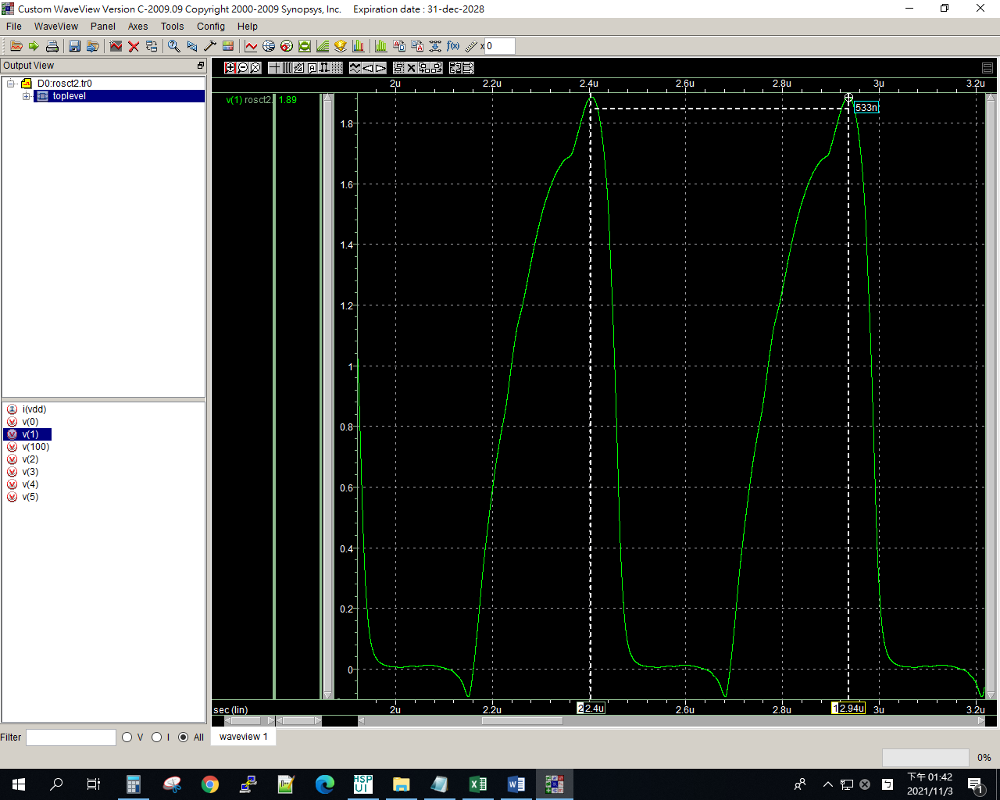 Custom WaveView Version C-2009.09 Copyright 2000-2009 Synopsys, Inc. Expiration date : 31-dec-2028
File WaveView Panel Axes Tools Config Help
f(x) x 0
Output View
D0:rosct2.tr0
toplevel
i(vdd)
v(0)
v(1)
v(100)
v(2)
v(3)
v(4)
v(5)
Filter V I All
2u 2.2u 2.4u 2.6u 2.8u 3u 3.2u
v(1) rosct2. 1.89
533n
1.8
1.6
1.4
1.2
1
0.8
0.6
0.4
0.2
0
sec (lin) 2u 2.2u 2 2.4u 2.6u 2.8u 1 2.94u 3u 3.2u
waveview 1
0%
HSP
UI
下午 01:42
2021/11/3
1